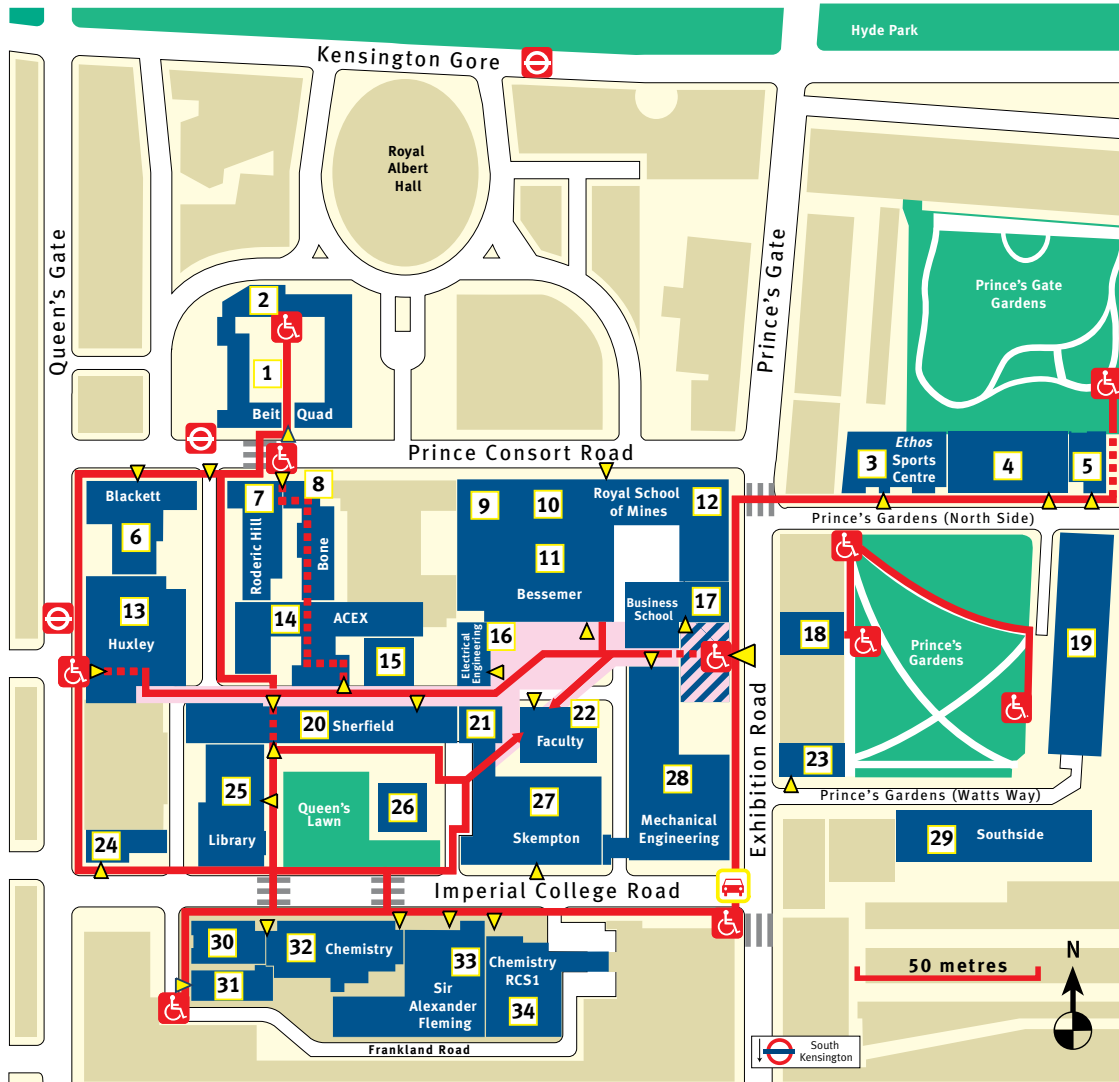 Hyde Park
Kensington Gore
Royal
Albert
Hall
Queen's Gate
Prince's Gate
Prince's Gate
Gardens
2
1
Beit Quad
Prince Consort Road
3
Ethos
Sports
Centre
4
5
Prince's Gardens (North Side)
Blackett
6
7
Roderic Hill
8
Bone
9
10
Royal School
of Mines
12
11
Bessemer
13
Huxley
14
ACEX
15
16
Electrical
Engineering
Business
School
17
18
Prince's
Gardens
19
20
Sherfield
21
22
Faculty
23
Prince's Gardens (Watts Way)
25
Library
Queen's
Lawn
26
27
Skempton
28
Mechanical
Engineering
Exhibition Road
24
29
Southside
Imperial College Road
30
31
32
Chemistry
33
Sir
Alexander
Fleming
Chemistry
RCS1
34
Frankland Road
50 metres
N
South
Kensington